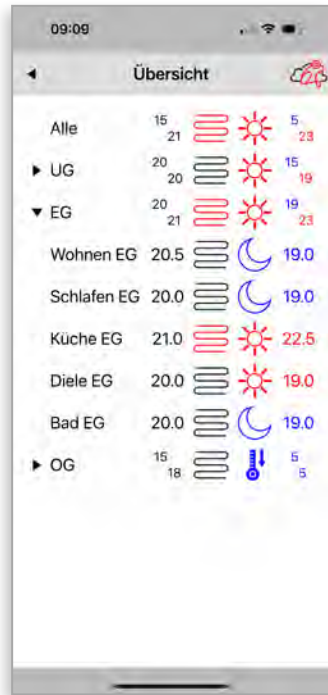 09:09
Übersicht
Alle 15 21 5 23
UG 20 20 15 19
EG 20 21 19 23
Wohnen EG 20.5 19.0
Schlafen EG 20.0 19.0
Küche EG 21.0 22.5
Diele EG 20.0 19.0
Bad EG 20.0 19.0
OG 15 18 5 5